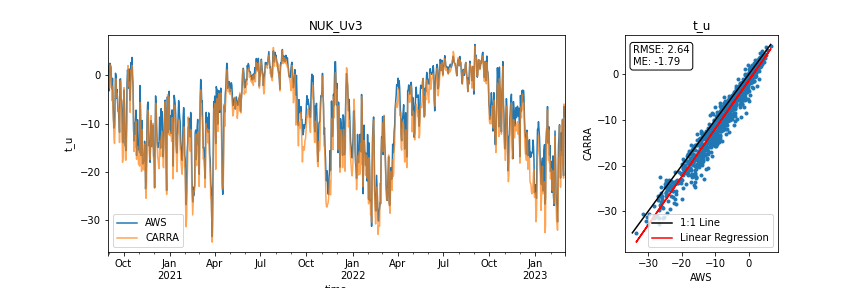 NUK_Uv3
t_u
0
−10
−20
−30
AWS
CARRA
Oct
Jan
2021
Apr
Jul
Oct
Jan
2022
Apr
Jul
Oct
Jan
2023
time
t_u
CARRA
0
−10
−20
−30
RMSE: 2.64
ME: -1.79
1:1 Line
Linear Regression
−30
−20
−10
0
AWS